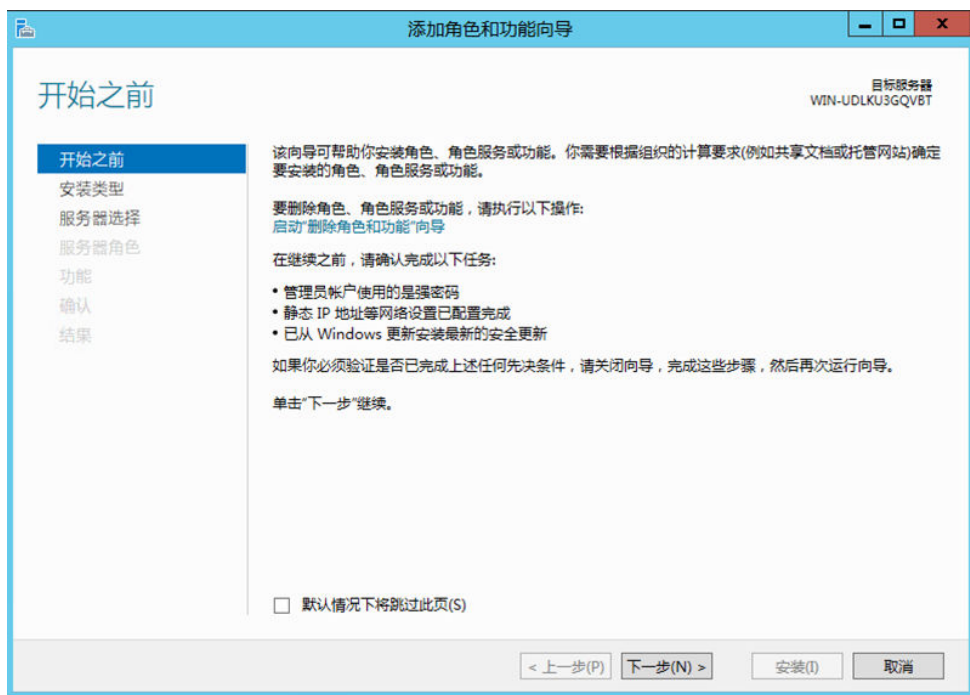 添加角色和功能向导
开始之前
目标服务器
WIN-UDLKU3GQVBT
开始之前
安装类型
服务器选择
服务器角色
功能
确认
结果
该向导可帮助你安装角色、角色服务或功能。你需要根据组织的计算要求(例如共享文档或托管网站)确定
要安装的角色、角色服务或功能。
要删除角色、角色服务或功能，请执行以下操作:
启动"删除角色和功能"向导
在继续之前，请确认完成以下任务:
• 管理员帐户使用的是强密码
• 静态 IP 地址等网络设置已配置完成
• 已从 Windows 更新安装最新的安全更新
如果你必须验证是否已完成上述任何先决条件，请关闭向导，完成这些步骤，然后再次运行向导。
单击"下一步"继续。
默认情况下将跳过此页(S)
< 上一步(P)
下一步(N) >
安装(I)
取消